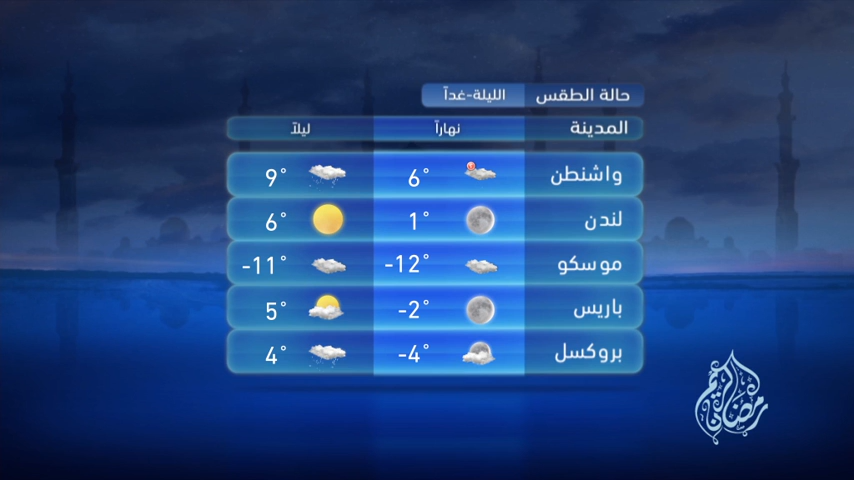 حالة الطقس الليلة-غداً
المدينة نهاراً ليلاً
واشنطن 6° 9°
لندن 1° 6°
موسكو -12° -11°
باريس -2° 5°
بروكسل -4° 4°
رمضان كريم